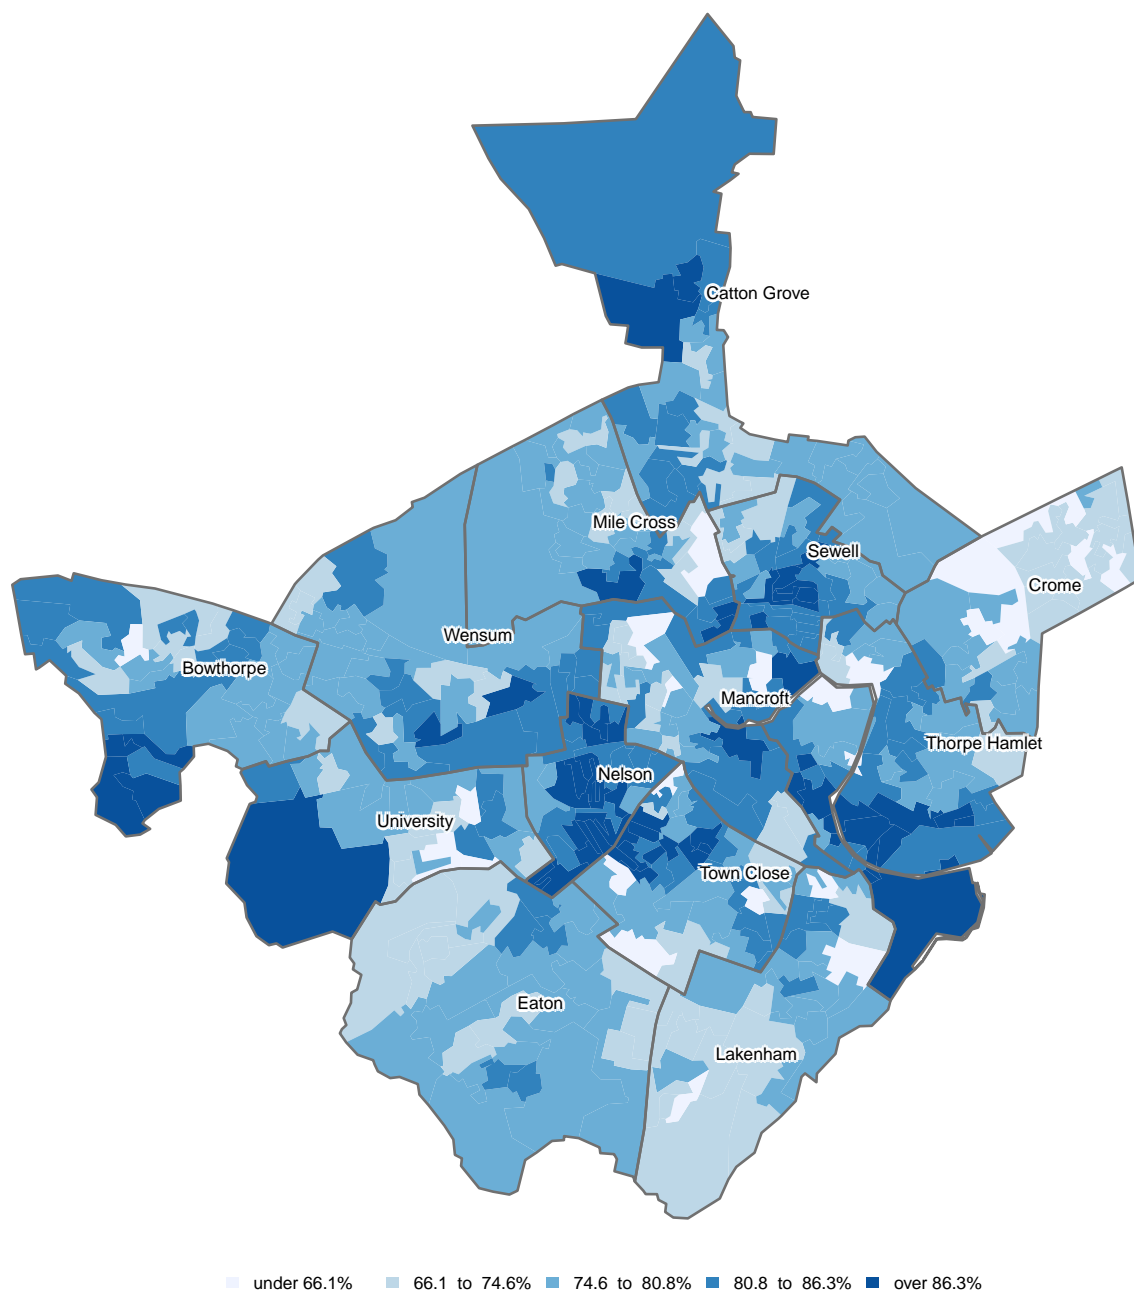 Catton Grove
Mile Cross
Sewell
Crome
Wensum
Bowthorpe
Mancroft
Thorpe Hamlet
Nelson
University
Town Close
Eaton
Lakenham
under 66.1% 66.1 to 74.6% 74.6 to 80.8% 80.8 to 86.3% over 86.3%